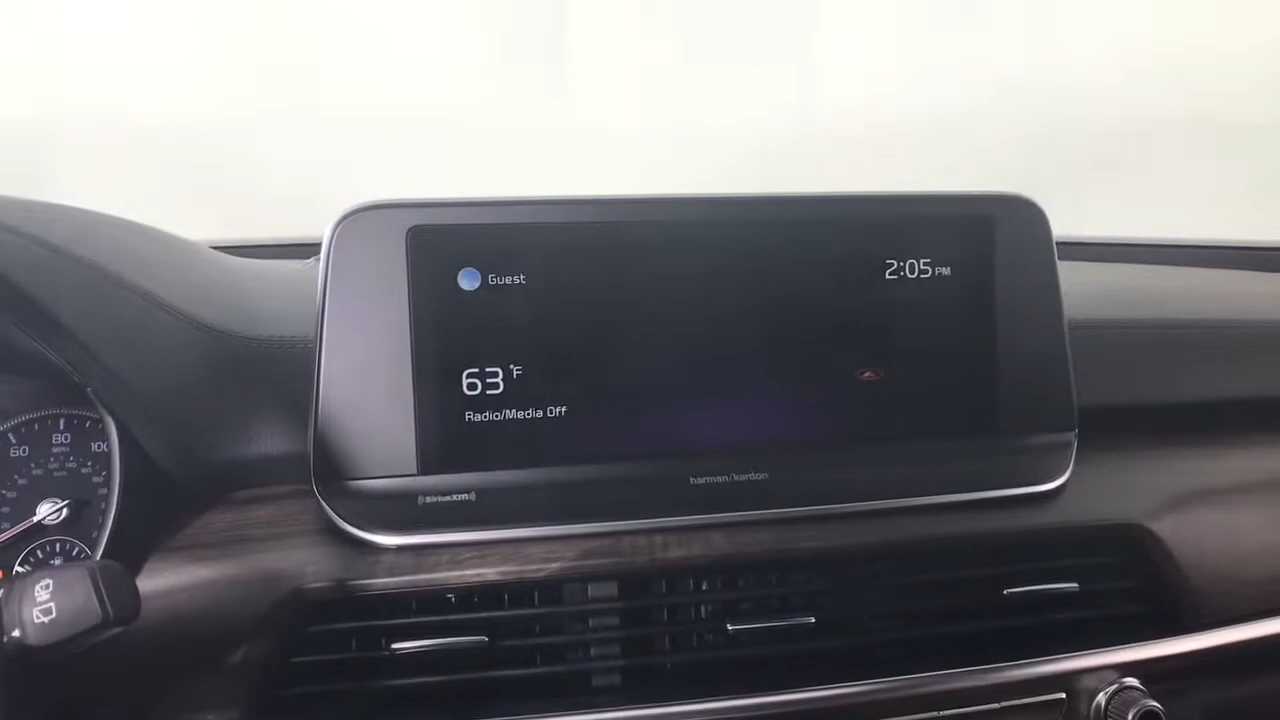 Guest
2:05 PM
63 °F
Radio/Media Off
((SiriusXM))
harman/kardon
60
80
100
MPH